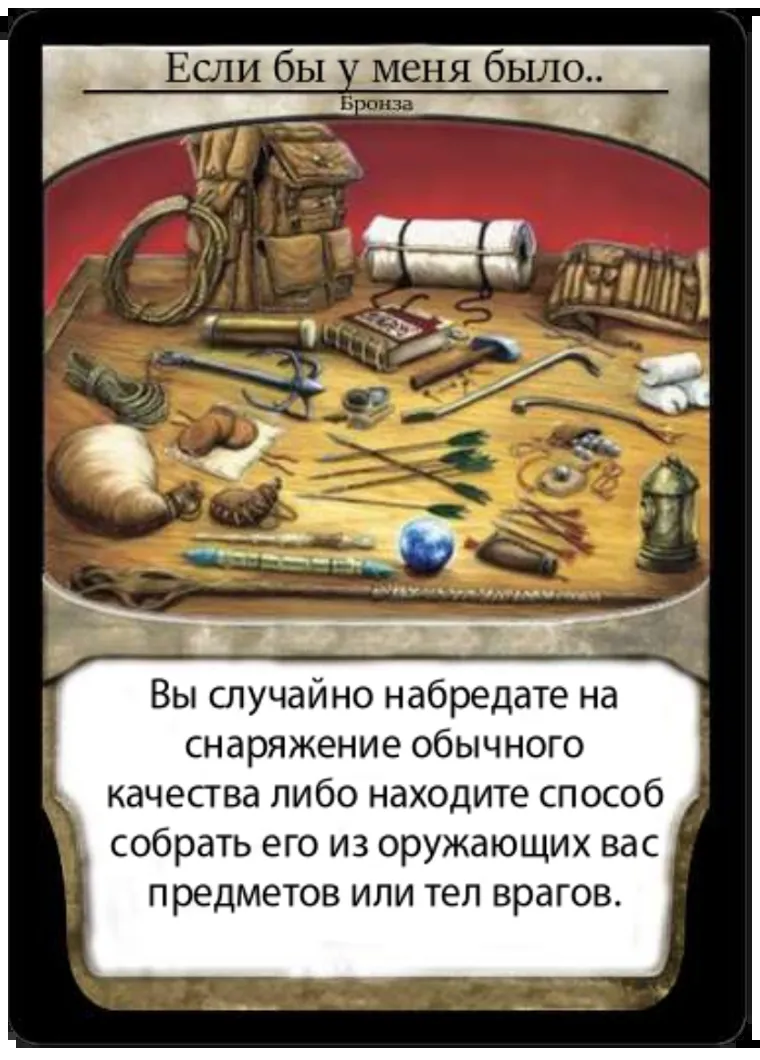 Если бы у меня было..
Бронза
Вы случайно набредате на
снаряжение обычного
качества либо находите способ
собрать его из оружающих вас
предметов или тел врагов.